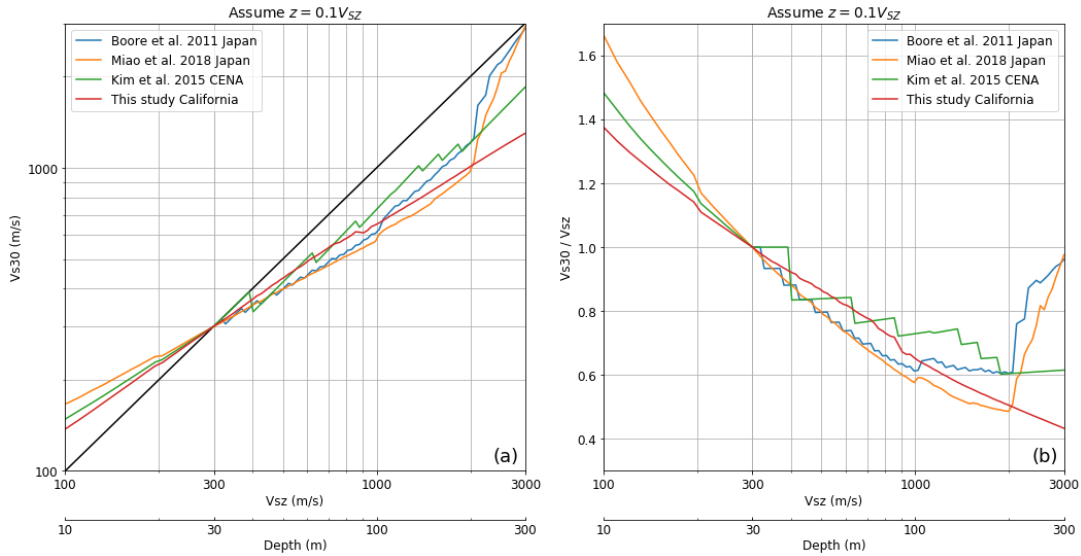 Assume z = 0.1V_{SZ}
Boore et al. 2011 Japan
Miao et al. 2018 Japan
Kim et al. 2015 CENA
This study California
Vs30 (m/s)
1000
100
(a)
100
300
1000
3000
Vsz (m/s)
10
30
100
300
Depth (m)
Assume z = 0.1V_{SZ}
Boore et al. 2011 Japan
Miao et al. 2018 Japan
Kim et al. 2015 CENA
This study California
Vs30 / Vsz
1.6
1.4
1.2
1.0
0.8
0.6
0.4
(b)
100
300
1000
3000
Vsz (m/s)
10
30
100
300
Depth (m)